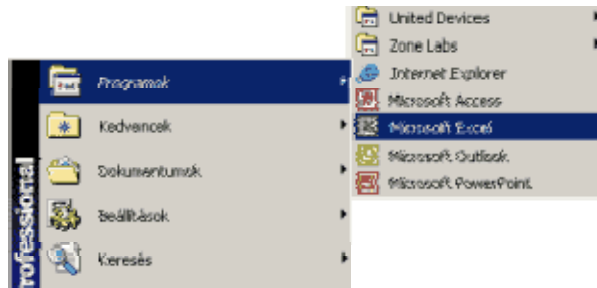 Programok
Kedvencek
Dokumentumok
Beállítások
Keresés
rofessional
United Devices
Zone Labs
Internet Explorer
Microsoft Access
Microsoft Excel
Microsoft Outlook
Microsoft PowerPoint